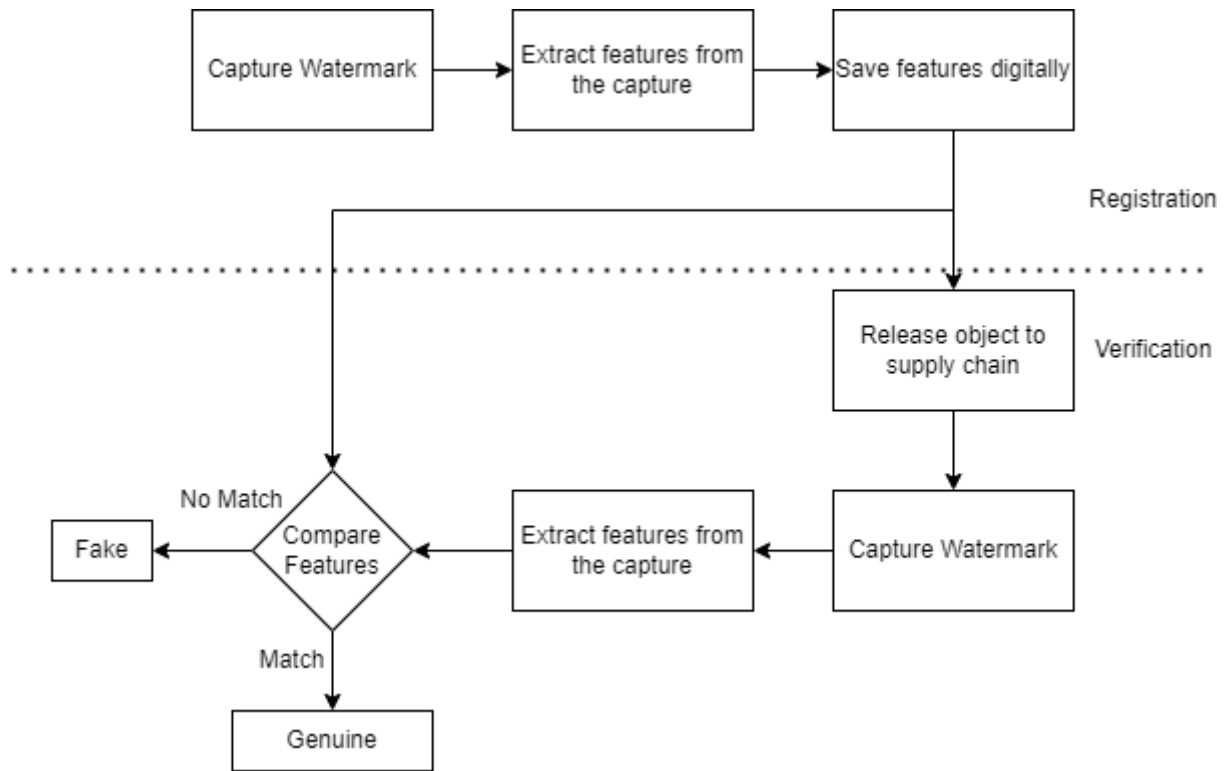 Capture Watermark
Extract features from
the capture
Save features digitally
Registration
Release object to
supply chain
Verification
No Match
Fake
Compare
Features
Extract features from
the capture
Capture Watermark
Match
Genuine